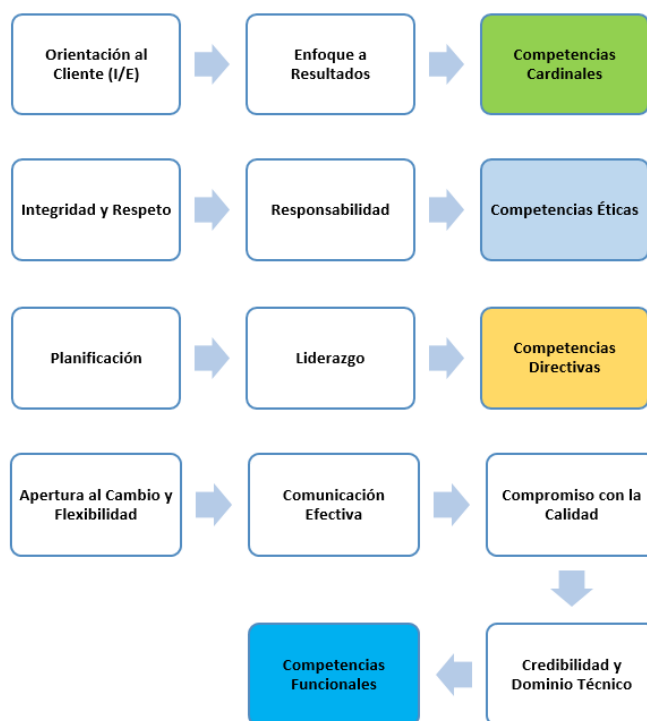 Orientación al
Cliente (I/E)
Enfoque a
Resultados
Competencias
Cardinales
Integridad y Respeto
Responsabilidad
Competencias Éticas
Planificación
Liderazgo
Competencias
Directivas
Apertura al Cambio y
Flexibilidad
Comunicación
Efectiva
Compromiso con la
Calidad
Credibilidad y
Dominio Técnico
Competencias
Funcionales